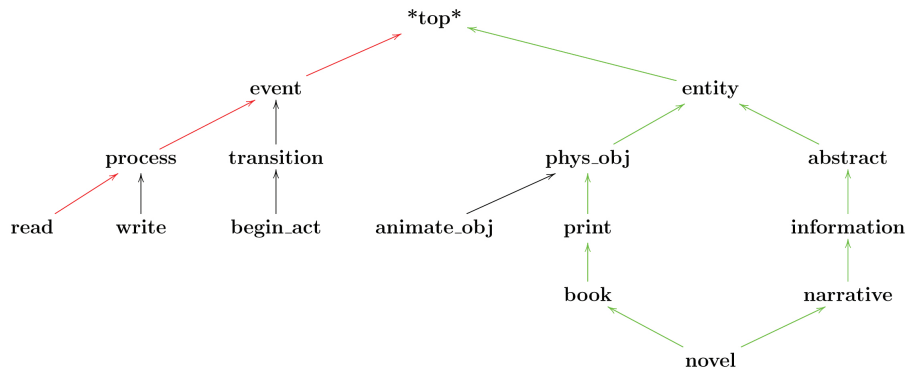 *top*
event entity
process transition phys_obj abstract
read write begin_act animate_obj print information
book narrative
novel